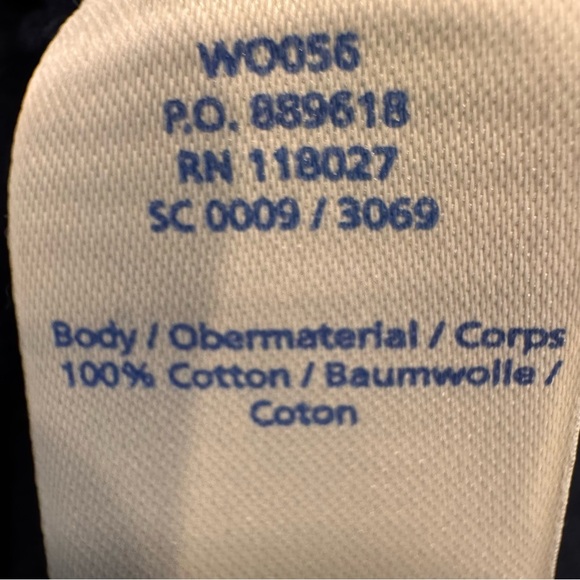 WO056
P.O. 889618
RN 118027
SC 0009 / 3069
Body / Obermaterial / Corps
100% Cotton / Baumwolle /
Coton